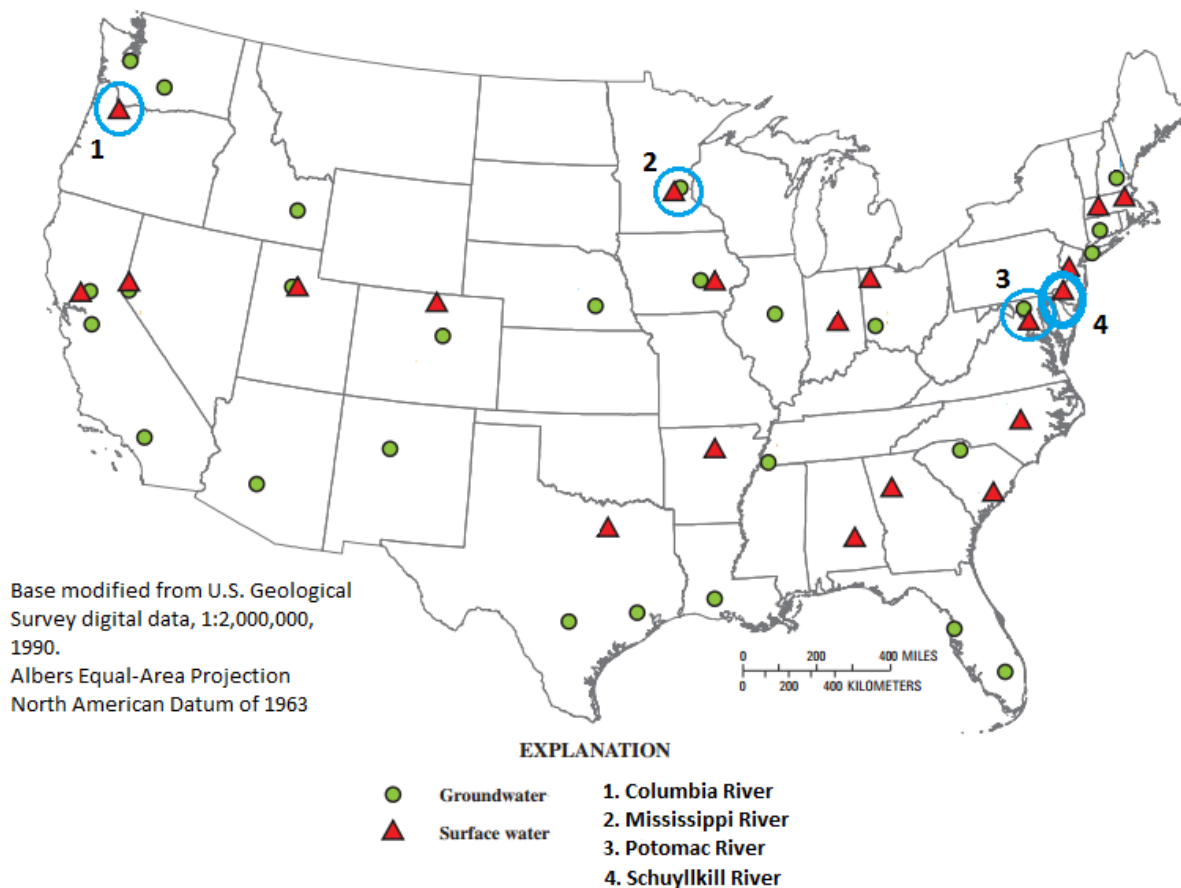 1
2
3
4
Base modified from U.S. Geological
Survey digital data, 1:2,000,000,
1990.
Albers Equal-Area Projection
North American Datum of 1963
0 200 400 MILES
0 200 400 KILOMETERS
EXPLANATION
Groundwater
Surface water
1. Columbia River
2. Mississippi River
3. Potomac River
4. Schuyllkill River